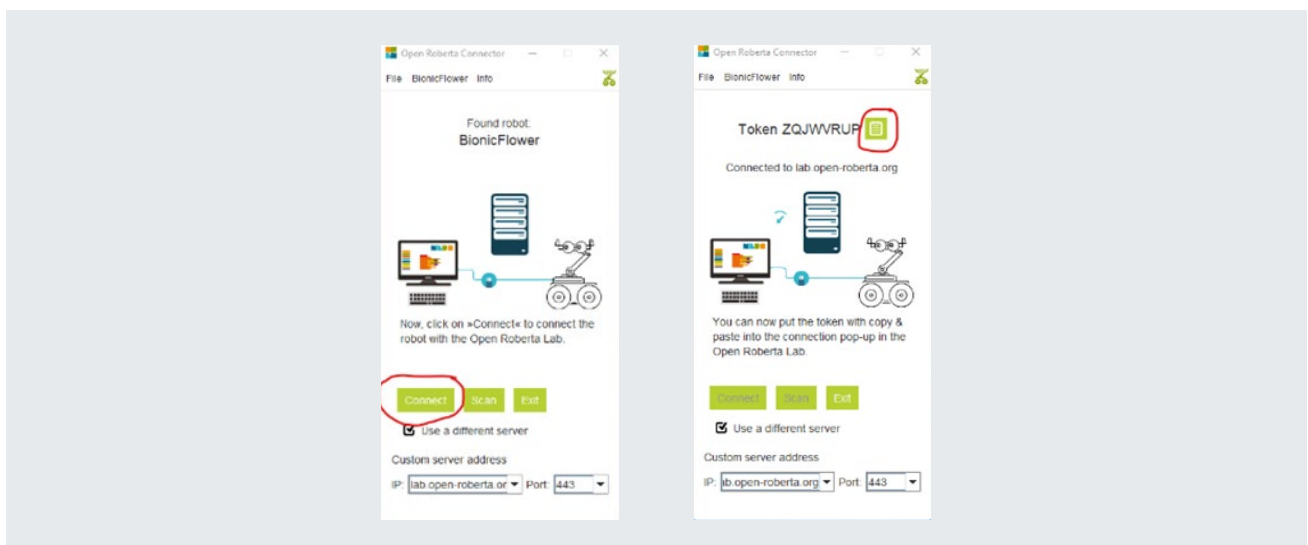 Open Roberta Connector
File BionicFlower Info
Found robot:
BionicFlower
Now, click on »Connect« to connect the
robot with the Open Roberta Lab.
Connect Scan Exit
Use a different server
Custom server address
IP: lab.open-roberta.or Port: 443
Open Roberta Connector
File BionicFlower Info
Token ZQJWVRUP
Connected to lab.open-roberta.org
You can now put the token with copy &
paste into the connection pop-up in the
Open Roberta Lab.
Connect Scan Exit
Use a different server
Custom server address
IP: ib.open-roberta.org Port: 443